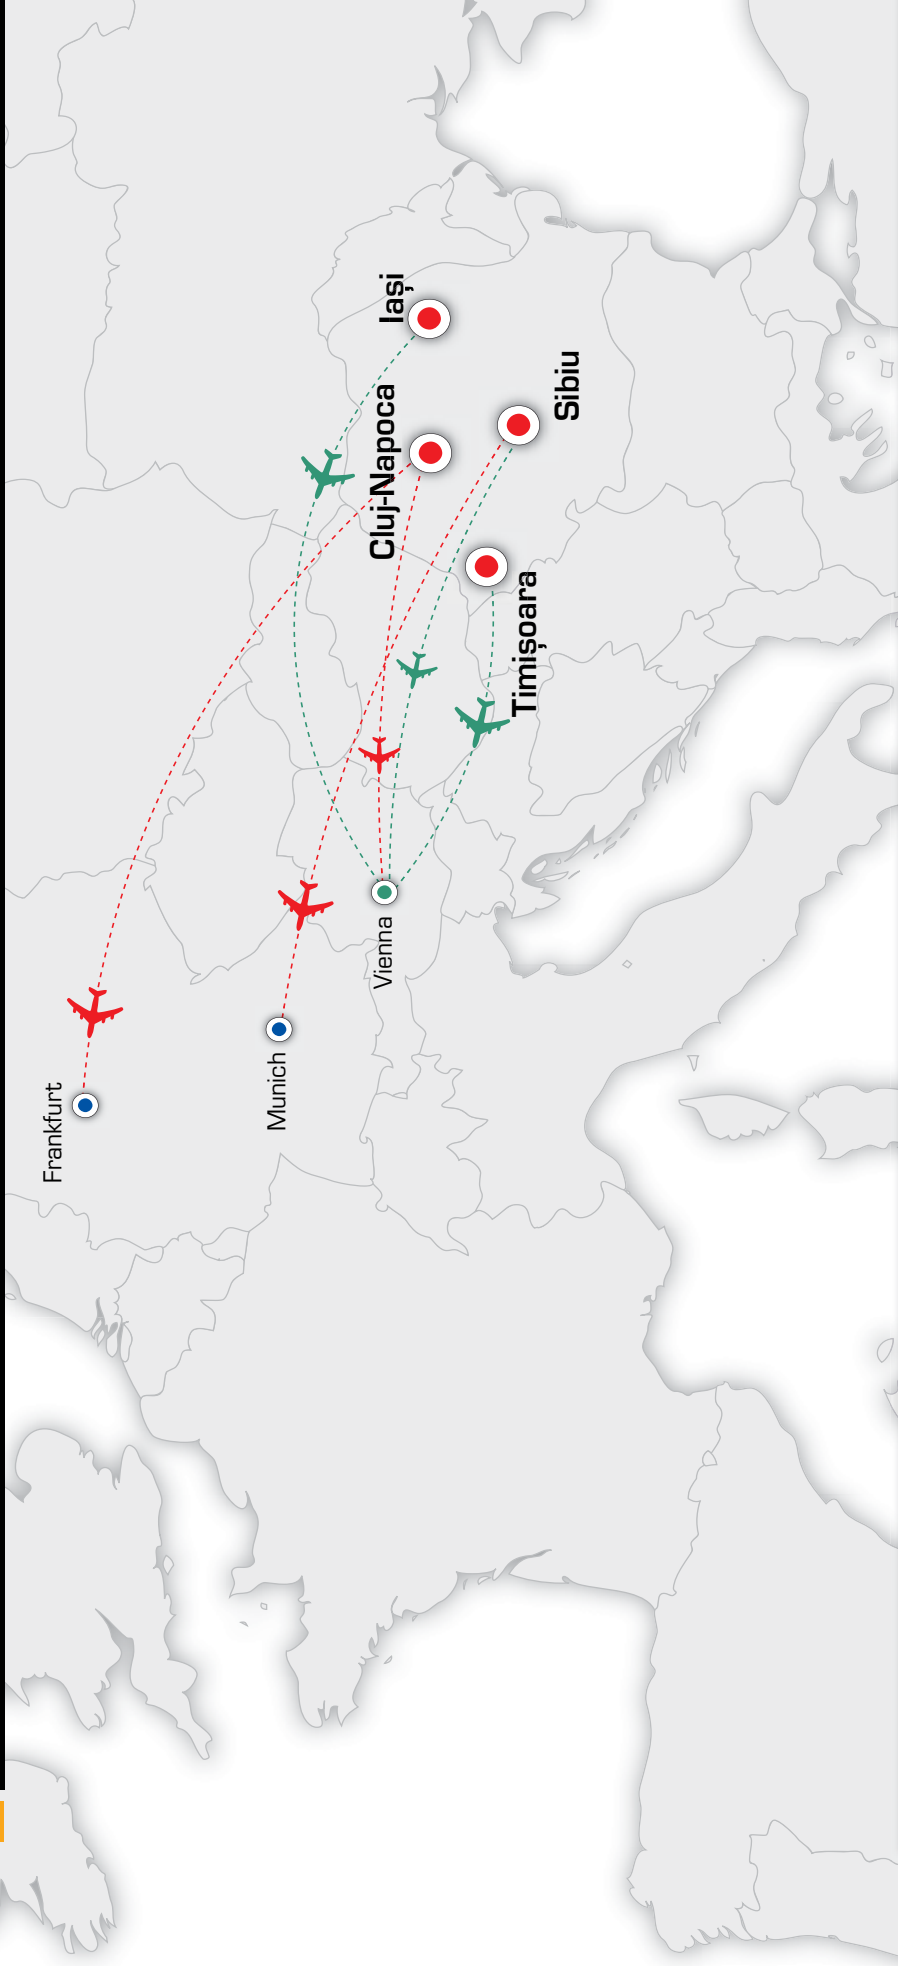 Frankfurt
Munich
Vienna
Cluj-Napoca
Iași
Timișoara
Sibiu